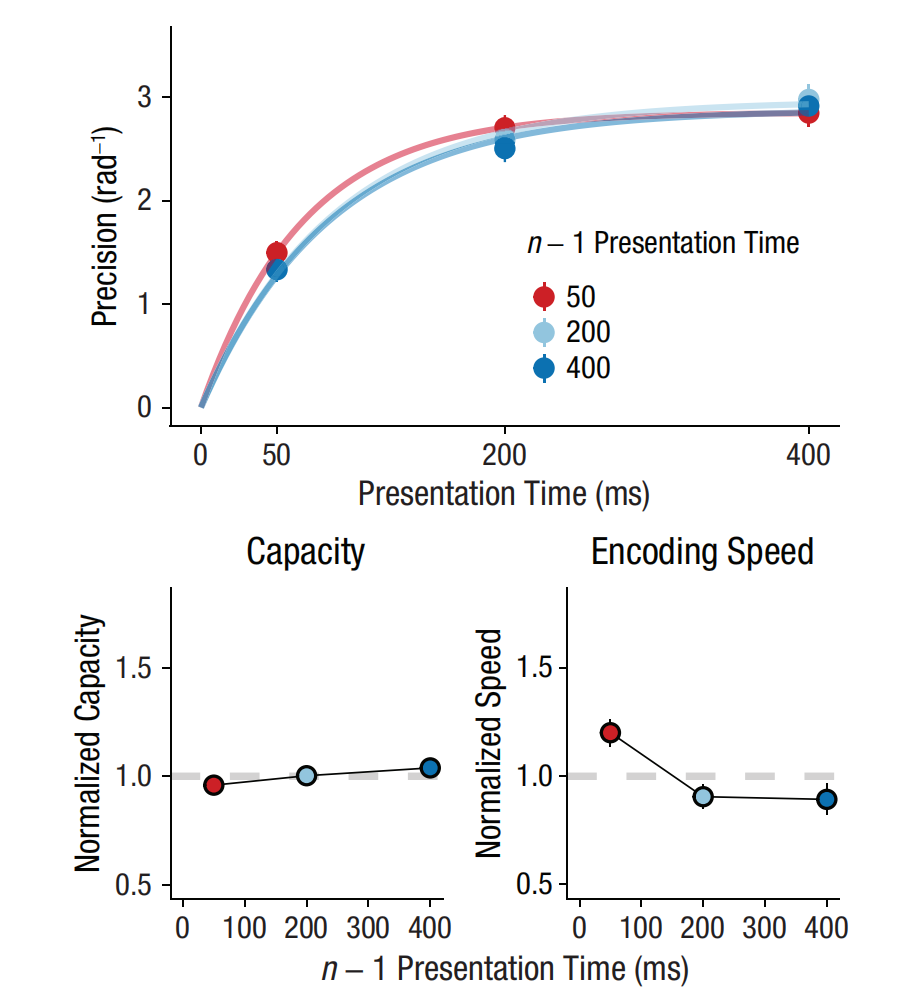 Precision (rad⁻¹)
3
2
1
0
n – 1 Presentation Time
50
200
400
0 50 200 400
Presentation Time (ms)
Capacity
Normalized Capacity
1.5
1.0
0.5
0 100 200 300 400
Encoding Speed
Normalized Speed
1.5
1.0
0.5
0 100 200 300 400
n – 1 Presentation Time (ms)